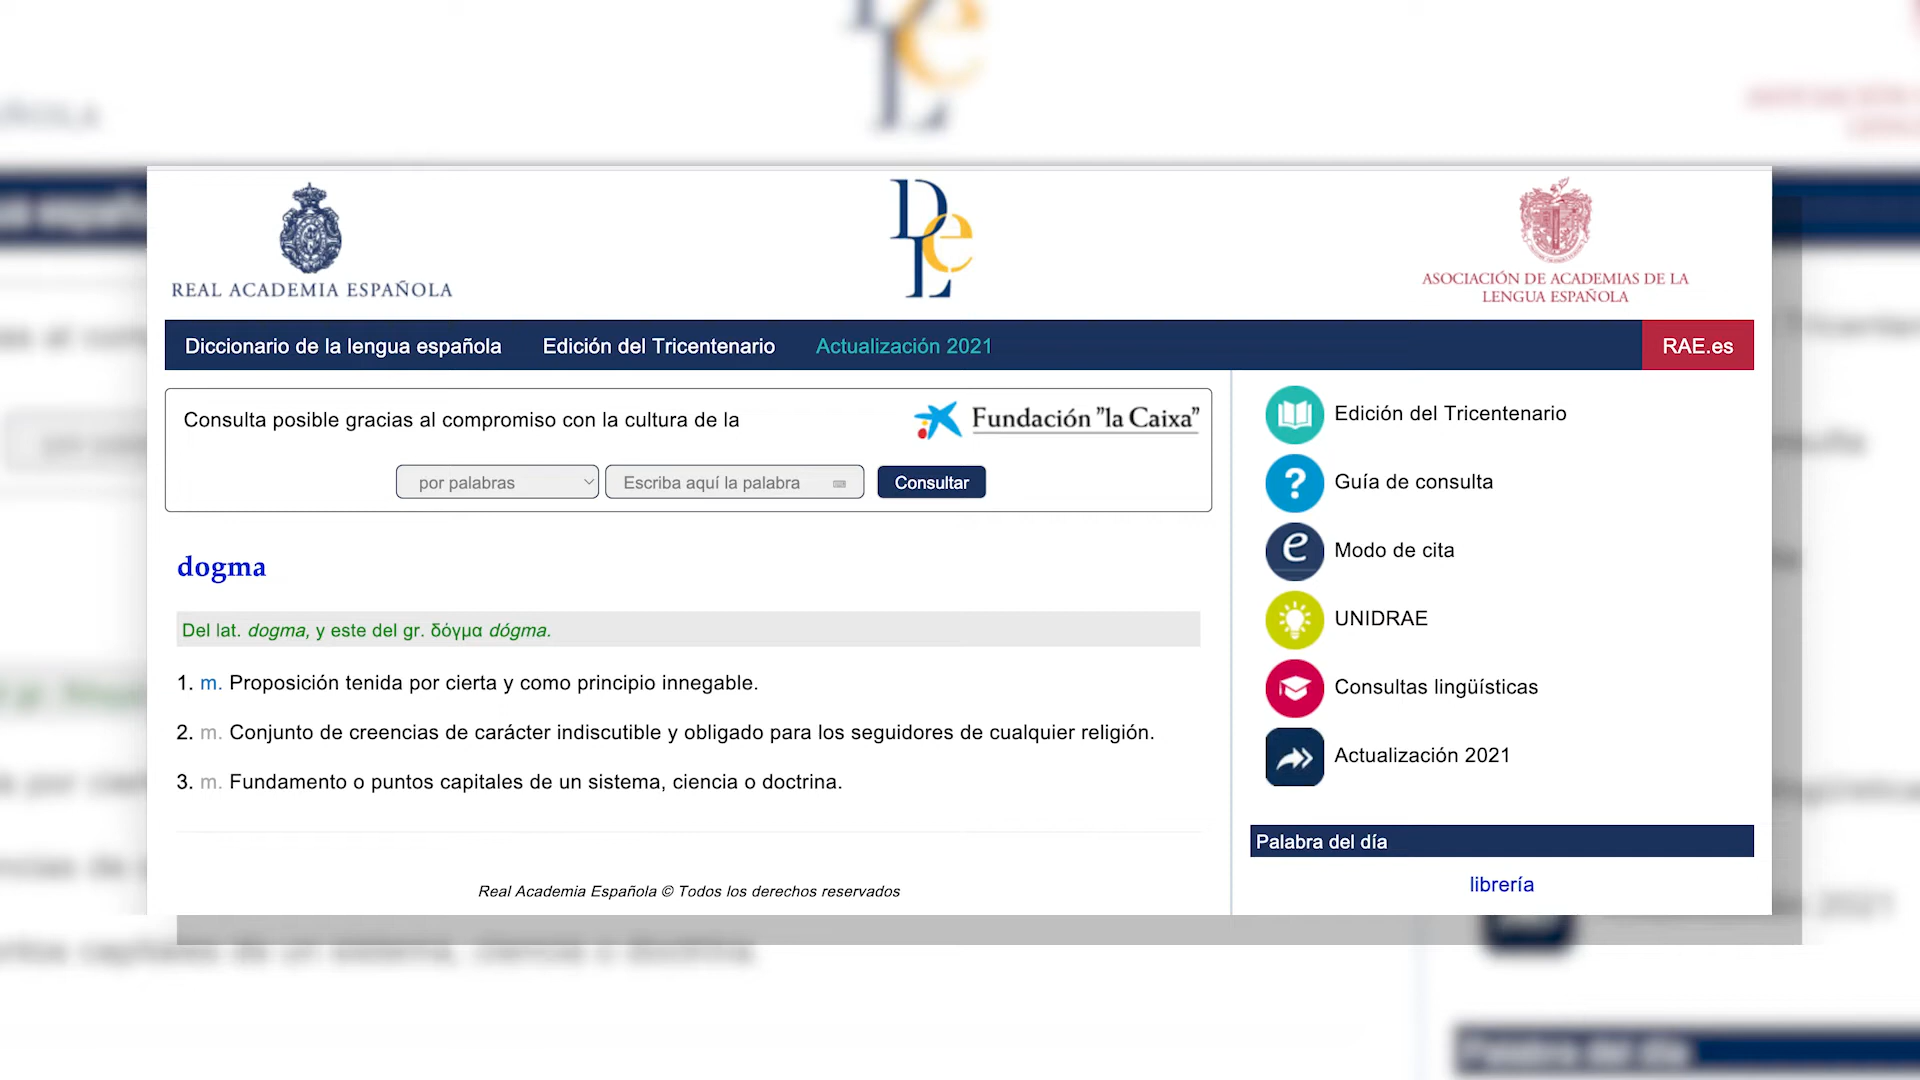 REAL ACADEMIA ESPAÑOLA
DLe
ASOCIACIÓN DE ACADEMIAS DE LA
LENGUA ESPAÑOLA
Diccionario de la lengua española
Edición del Tricentenario
Actualización 2021
RAE.es
Consulta posible gracias al compromiso con la cultura de la
Fundación "la Caixa"
por palabras
Escriba aquí la palabra
Consultar
dogma
Del lat. dogma, y este del gr. δόγμα dógma.
1. m. Proposición tenida por cierta y como principio innegable.
2. m. Conjunto de creencias de carácter indiscutible y obligado para los seguidores de cualquier religión.
3. m. Fundamento o puntos capitales de un sistema, ciencia o doctrina.
Real Academia Española © Todos los derechos reservados
Edición del Tricentenario
? Guía de consulta
e Modo de cita
UNIDRAE
Consultas lingüísticas
Actualización 2021
Palabra del día
librería